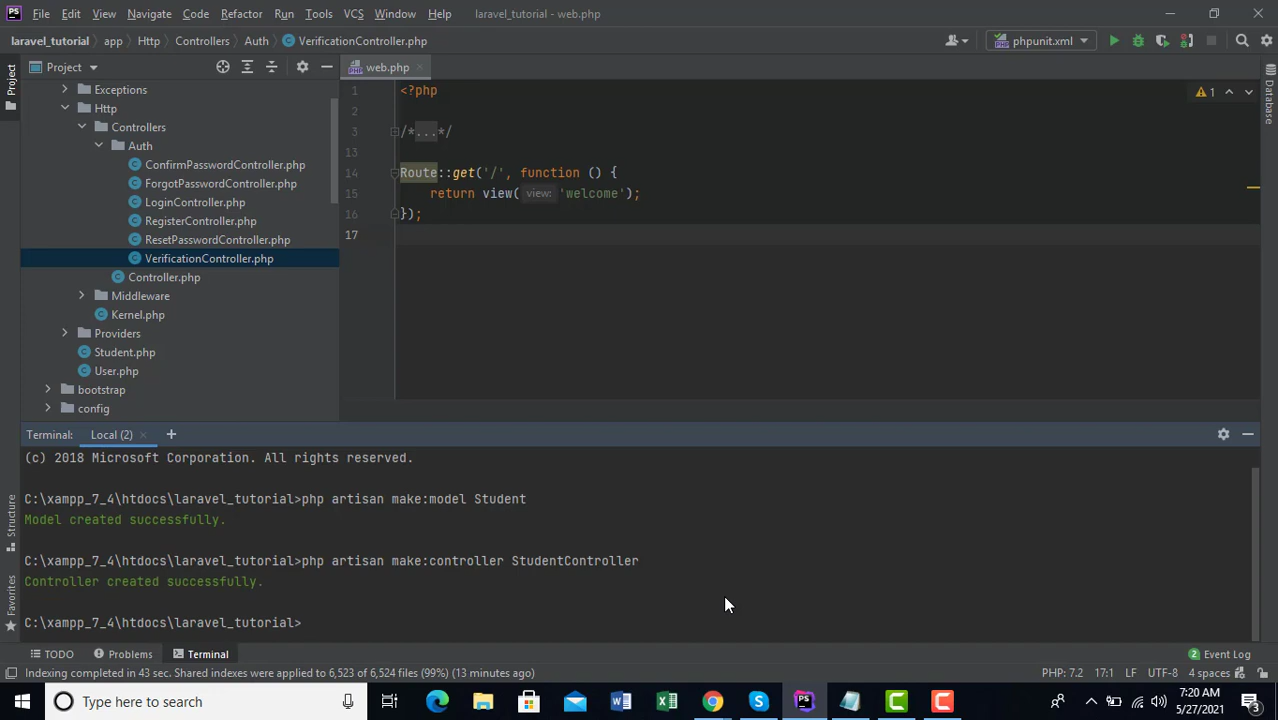 File Edit View Navigate Code Refactor Run Tools VCS Window Help laravel_tutorial - web.php
laravel_tutorial app Http Controllers Auth VerificationController.php phpunit.xml
Project web.php
Project
Exceptions
Http
Controllers
Auth
ConfirmPasswordController.php
ForgotPasswordController.php
LoginController.php
RegisterController.php
ResetPasswordController.php
VerificationController.php
Controller.php
Middleware
Kernel.php
Providers
Student.php
User.php
bootstrap
config
1 <?php
2
3 /*...*/
13
14 Route::get('/', function () {
15 return view( view: 'welcome');
16 });
17
1
Database
Structure
Favorites
Terminal: Local (2)
(c) 2018 Microsoft Corporation. All rights reserved.
C:\xampp_7_4\htdocs\laravel_tutorial>php artisan make:model Student
Model created successfully.
C:\xampp_7_4\htdocs\laravel_tutorial>php artisan make:controller StudentController
Controller created successfully.
C:\xampp_7_4\htdocs\laravel_tutorial>
TODO Problems Terminal 2 Event Log
Indexing completed in 43 sec. Shared indexes were applied to 6,523 of 6,524 files (99%) (13 minutes ago) PHP: 7.2 17:1 LF UTF-8 4 spaces
Type here to search
7:20 AM
5/27/2021
3